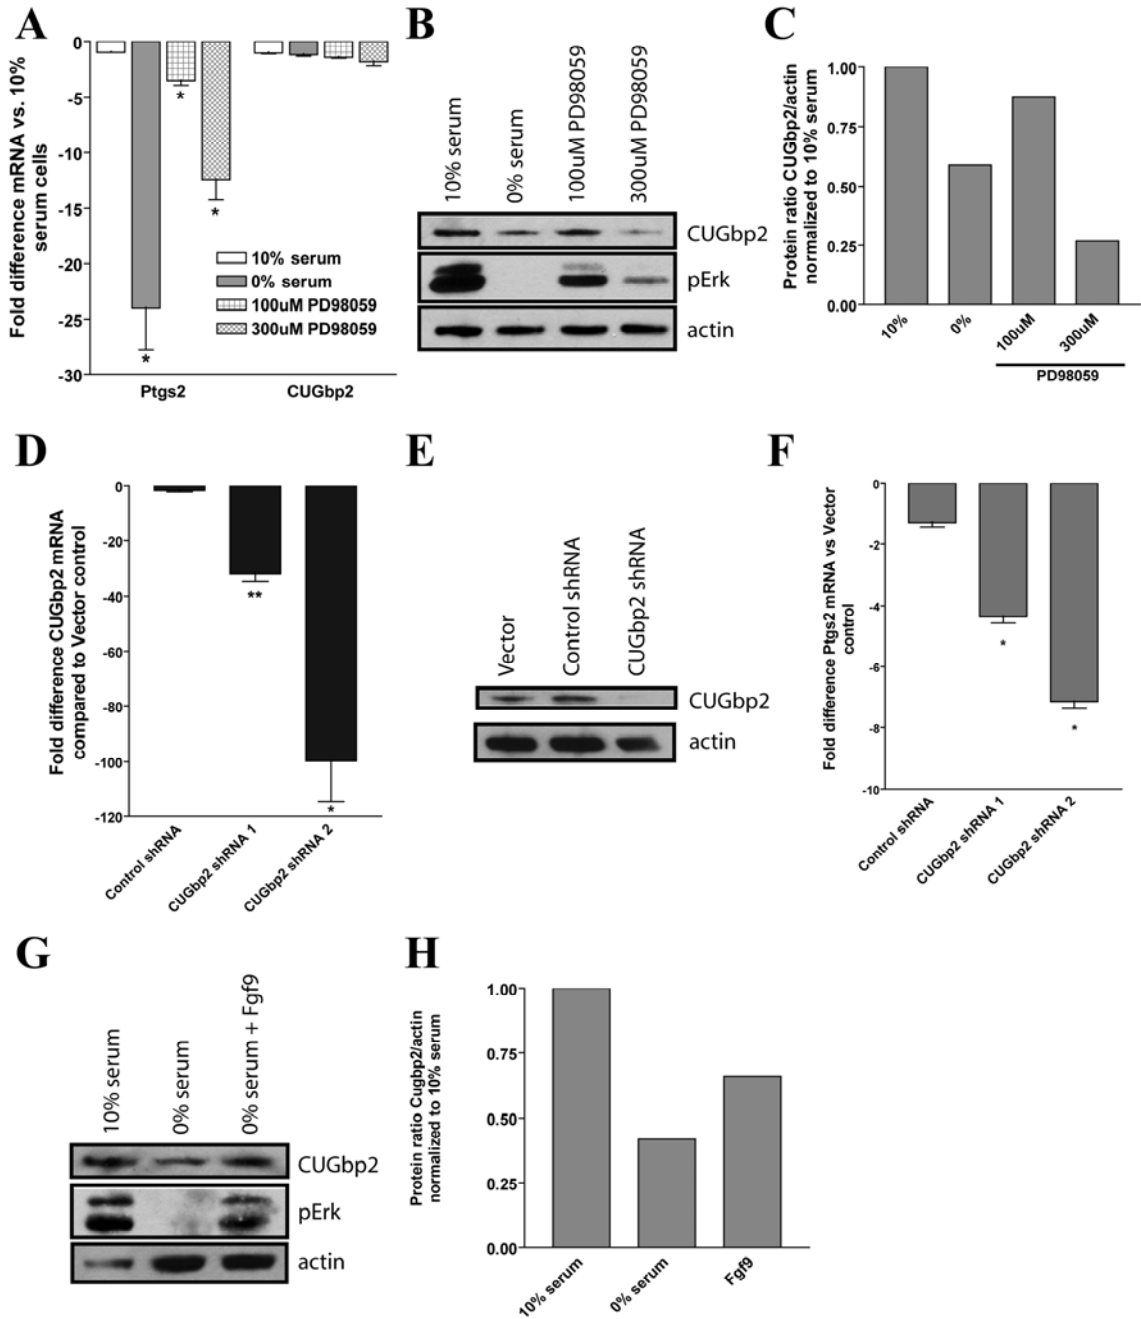 A
Fold difference mRNA vs. 10%
serum cells
0
-5
-10
-15
-20
-25
-30
*
*
*
10% serum
0% serum
100uM PD98059
300uM PD98059
Ptgs2
CUGbp2
B
10% serum
0% serum
100uM PD98059
300uM PD98059
CUGbp2
pErk
actin
C
Protein ratio CUGbp2/actin
normalized to 10% serum
1.00
0.75
0.50
0.25
0.00
10%
0%
100uM
300uM
PD98059
D
Fold difference CUGbp2 mRNA
compared to Vector control
0
-20
-40
-60
-80
-100
-120
**
*
Control shRNA
CUGbp2 shRNA 1
CUGbp2 shRNA 2
E
Vector
Control shRNA
CUGbp2 shRNA
CUGbp2
actin
F
Fold difference Ptgs2 mRNA vs Vector
control
0
-2
-4
-6
-8
-10
*
*
Control shRNA
CUGbp2 shRNA 1
CUGbp2 shRNA 2
G
10% serum
0% serum
0% serum + Fgf9
CUGbp2
pErk
actin
H
Protein ratio Cugbp2/actin
normalized to 10% serum
1.00
0.75
0.50
0.25
0.00
10% serum
0% serum
Fgf9